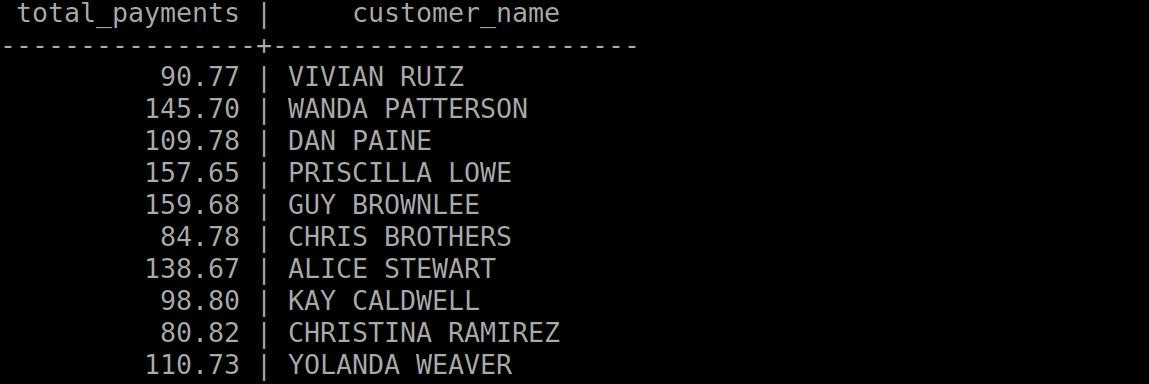 total_payments |     customer_name
---------------+-----------------------
         90.77 | VIVIAN RUIZ
        145.70 | WANDA PATTERSON
        109.78 | DAN PAINE
        157.65 | PRISCILLA LOWE
        159.68 | GUY BROWNLEE
         84.78 | CHRIS BROTHERS
        138.67 | ALICE STEWART
         98.80 | KAY CALDWELL
         80.82 | CHRISTINA RAMIREZ
        110.73 | YOLANDA WEAVER